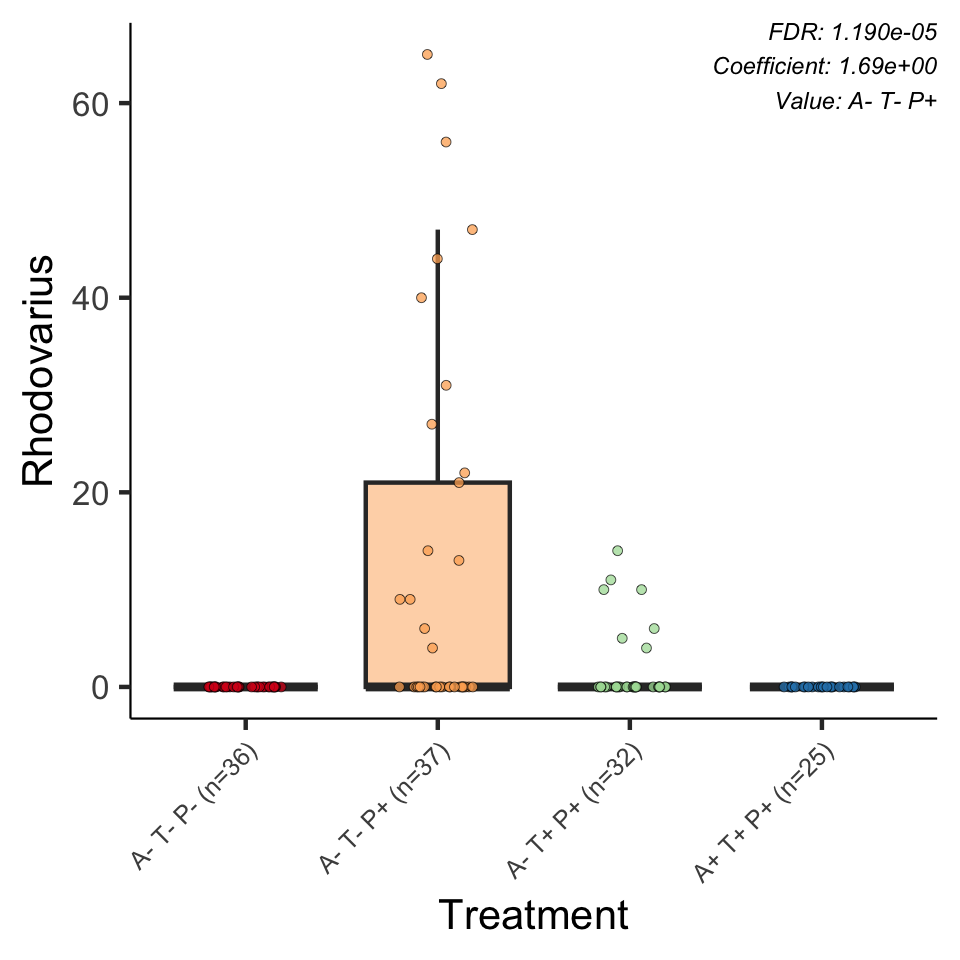 FDR: 1.190e-05
Coefficient: 1.69e+00
Value: A- T- P+
Rhodovarius
60
40
20
0
A- T- P- (n=36)
A- T- P+ (n=37)
A- T+ P+ (n=32)
A+ T+ P+ (n=25)
Treatment